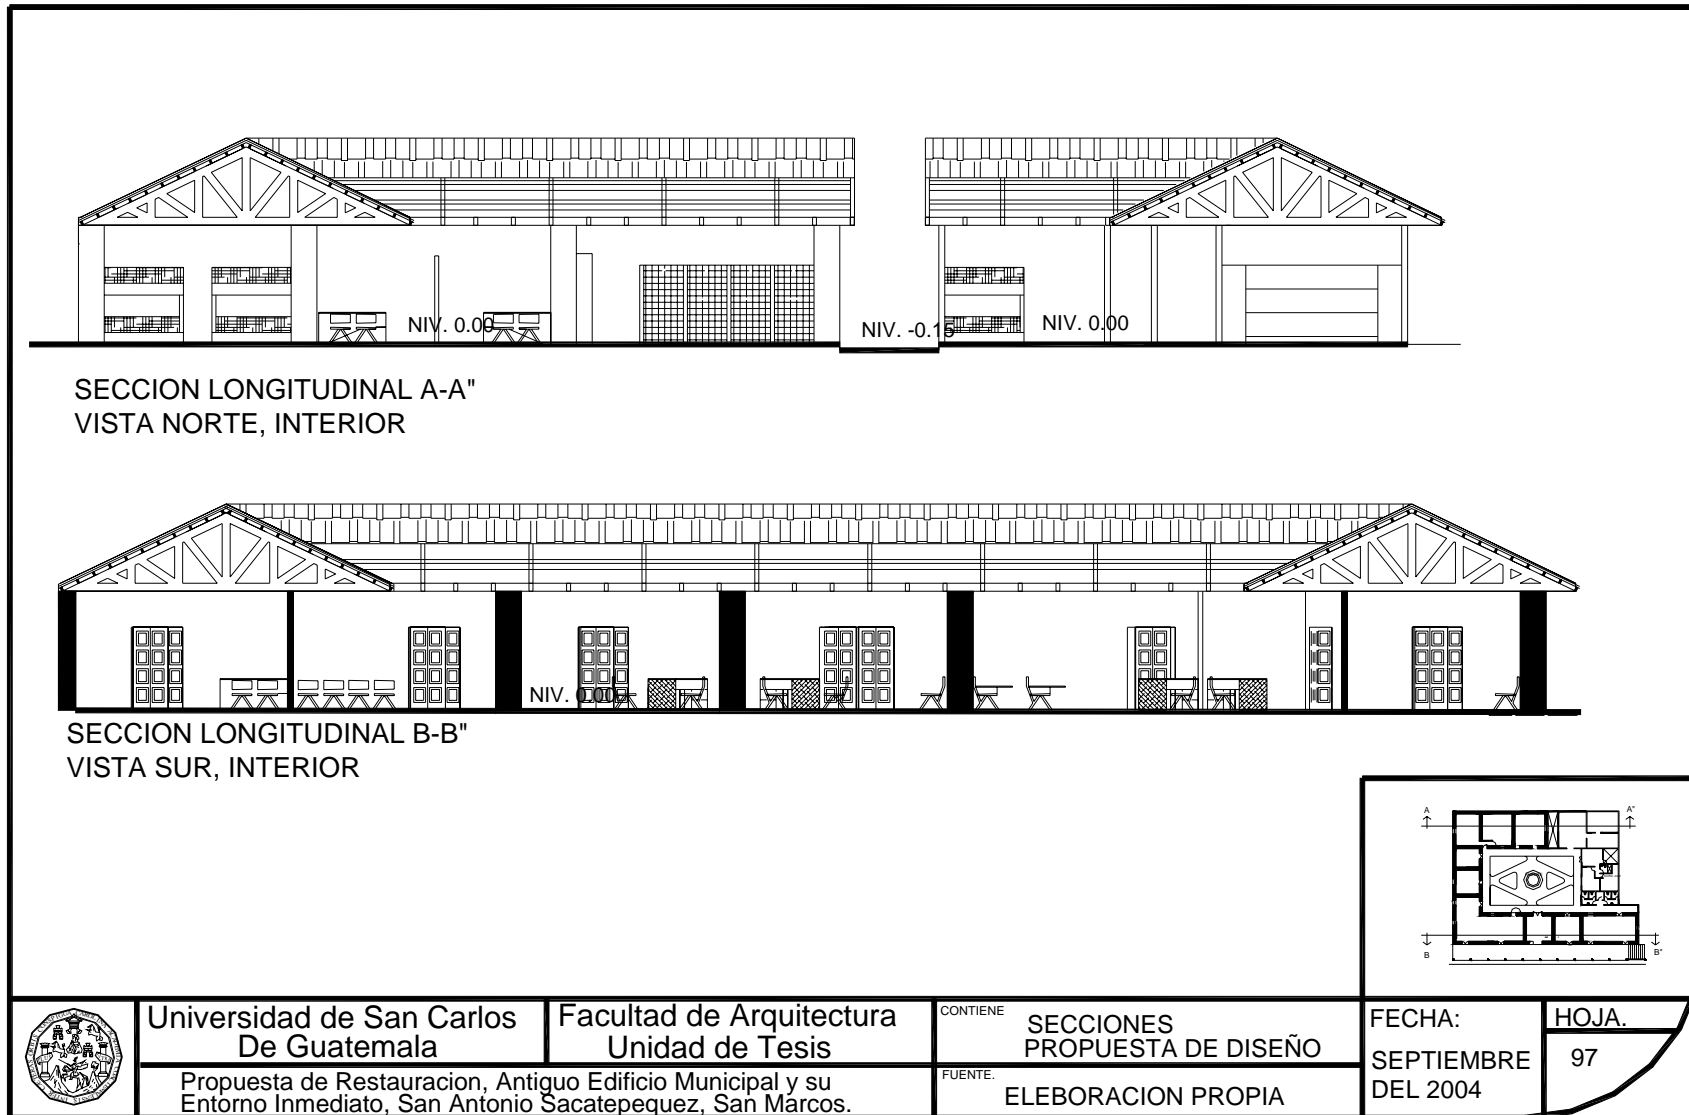 NIV. 0.00
NIV. -0.15
NIV. 0.00
SECCION LONGITUDINAL A-A"
VISTA NORTE, INTERIOR
NIV. 0.00
SECCION LONGITUDINAL B-B"
VISTA SUR, INTERIOR
A
A"
B
B"
Universidad de San Carlos
De Guatemala
Facultad de Arquitectura
Unidad de Tesis
CONTIENE
SECCIONES
PROPUESTA DE DISEÑO
FECHA:
SEPTIEMBRE
DEL 2004
HOJA.
97
Propuesta de Restauracion, Antiguo Edificio Municipal y su
Entorno Inmediato, San Antonio Sacatepequez, San Marcos.
FUENTE.
ELEBORACION PROPIA